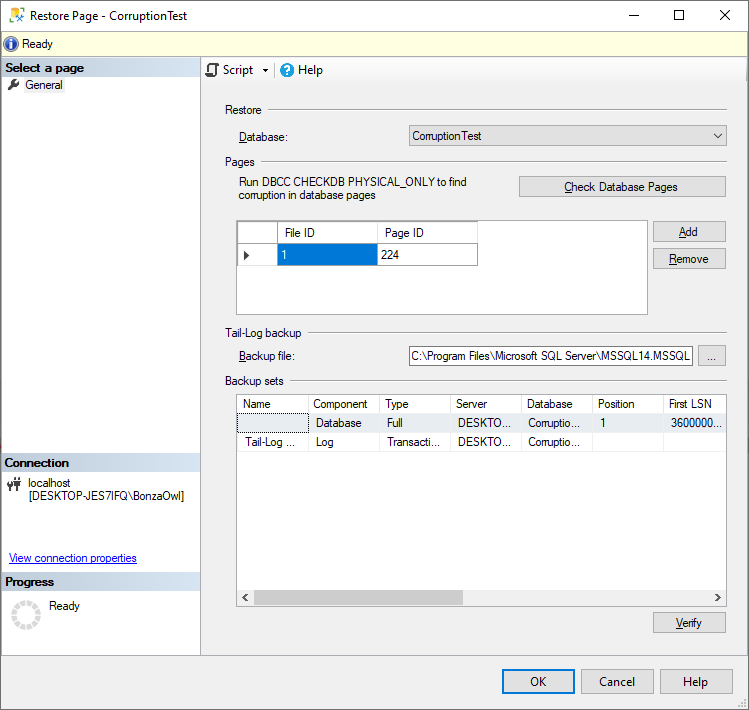 Restore Page - CorruptionTest
Ready
Select a page
General
Script
Help
Restore
Database:
CorruptionTest
Pages
Run DBCC CHECKDB PHYSICAL_ONLY to find
corruption in database pages
Check Database Pages
File ID Page ID
1 224
Add
Remove
Tail-Log backup
Backup file:
C:\Program Files\Microsoft SQL Server\MSSQL14.MSSQL
...
Backup sets
Name Component Type Server Database Position First LSN
Database Full DESKTO... Corruptio... 1 3600000...
Tail-Log ... Log Transacti... DESKTO... Corruptio...
Connection
localhost
[DESKTOP-JES7IFQ\BonzaOwl]
View connection properties
Progress
Ready
Verify
OK
Cancel
Help